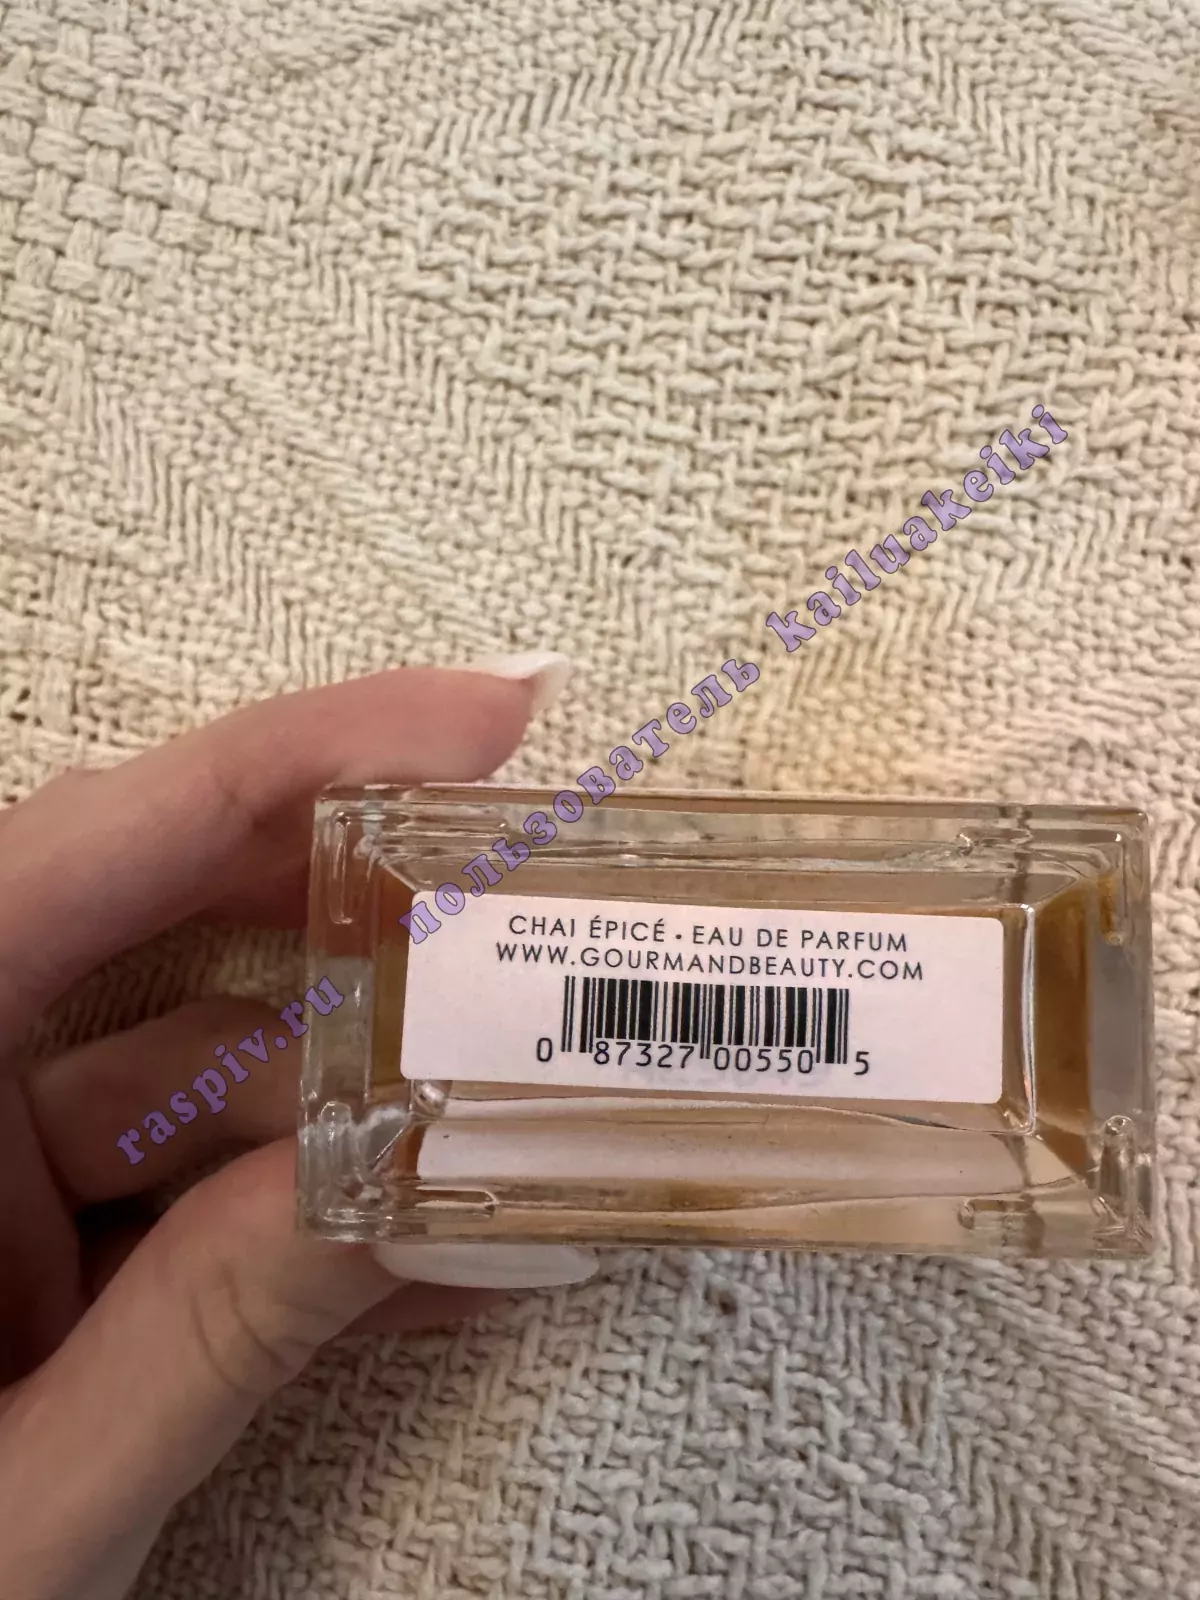 CHAI ÉPICÉ • EAU DE PARFUM
WWW.GOURMANDBEAUTY.COM
0 87327 00550 5
raspiv.ru пользователь kailuakeiki